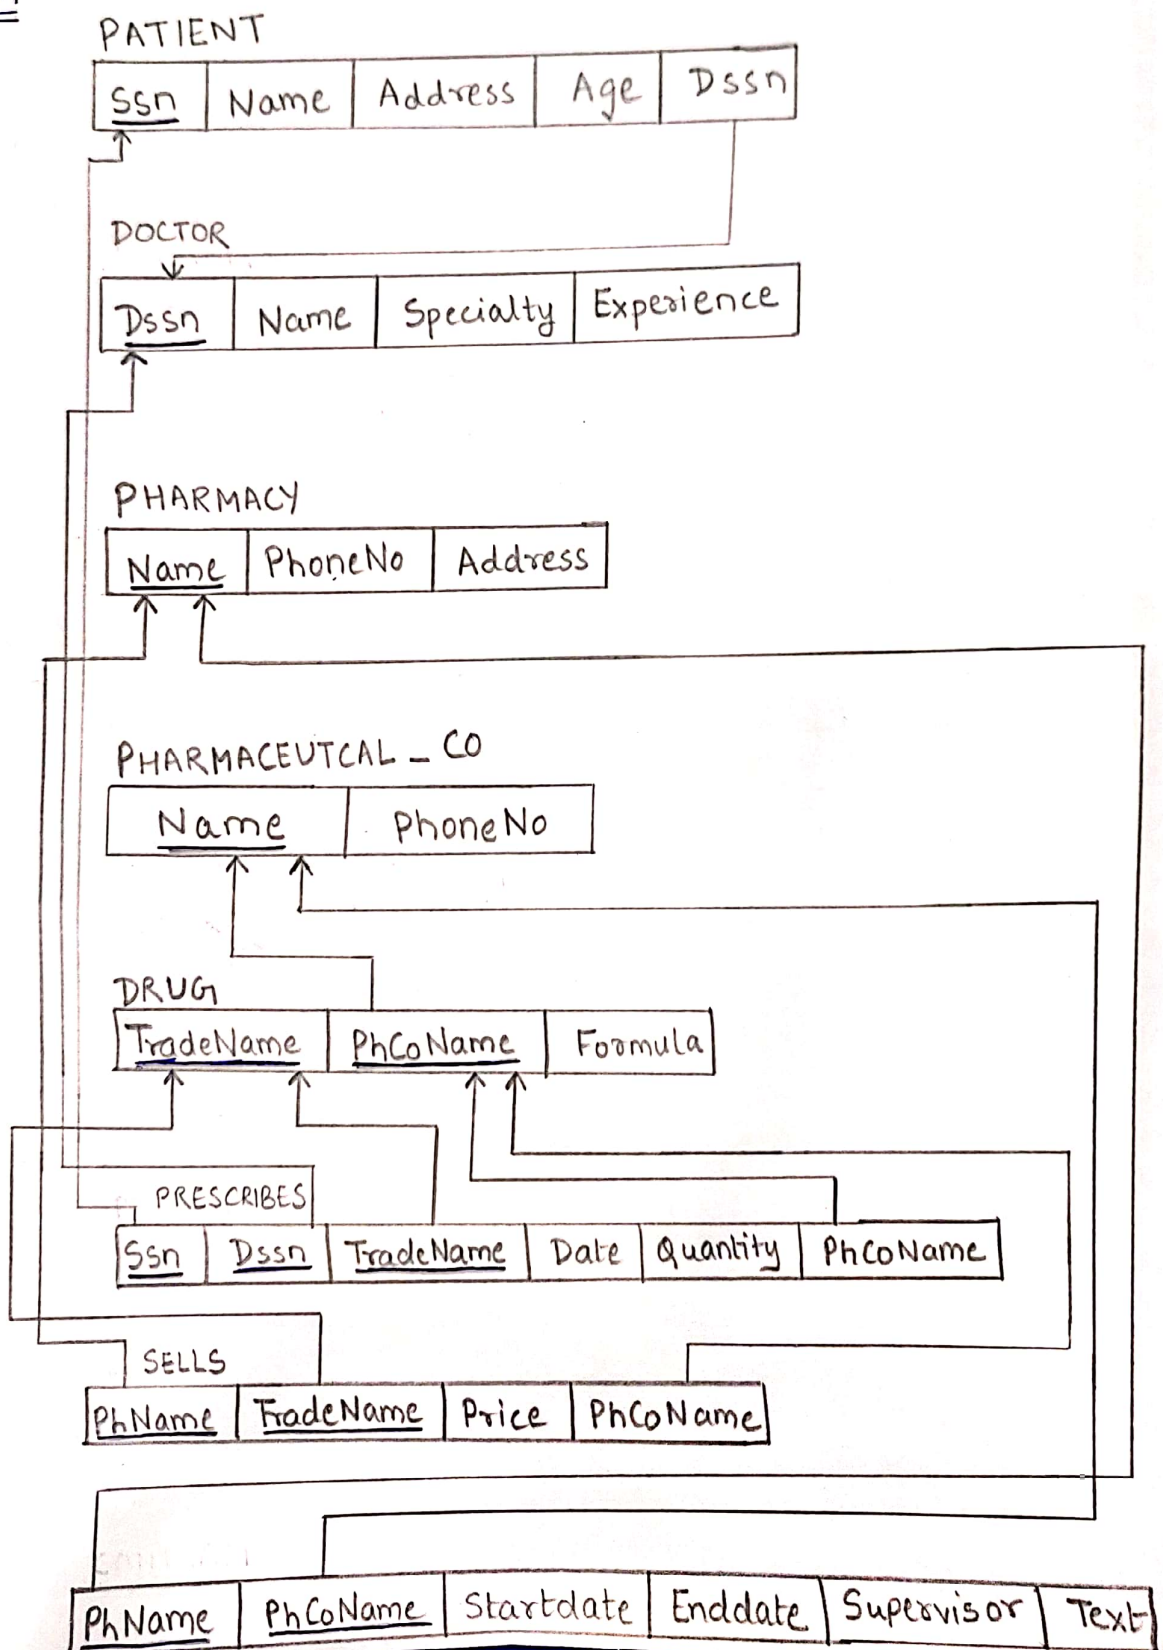 PATIENT
Ssn Name Address Age Dssn
DOCTOR
Dssn Name Specialty Experience
PHARMACY
Name PhoneNo Address
PHARMACEUTCAL_CO
Name PhoneNo
DRUG
TradeName PhCoName Formula
PRESCRIBES
Ssn Dssn TradeName Date Quantity PhCoName
SELLS
PhName TradeName Price PhCoName
PhName PhCoName Startdate Enddate Supervisor Text